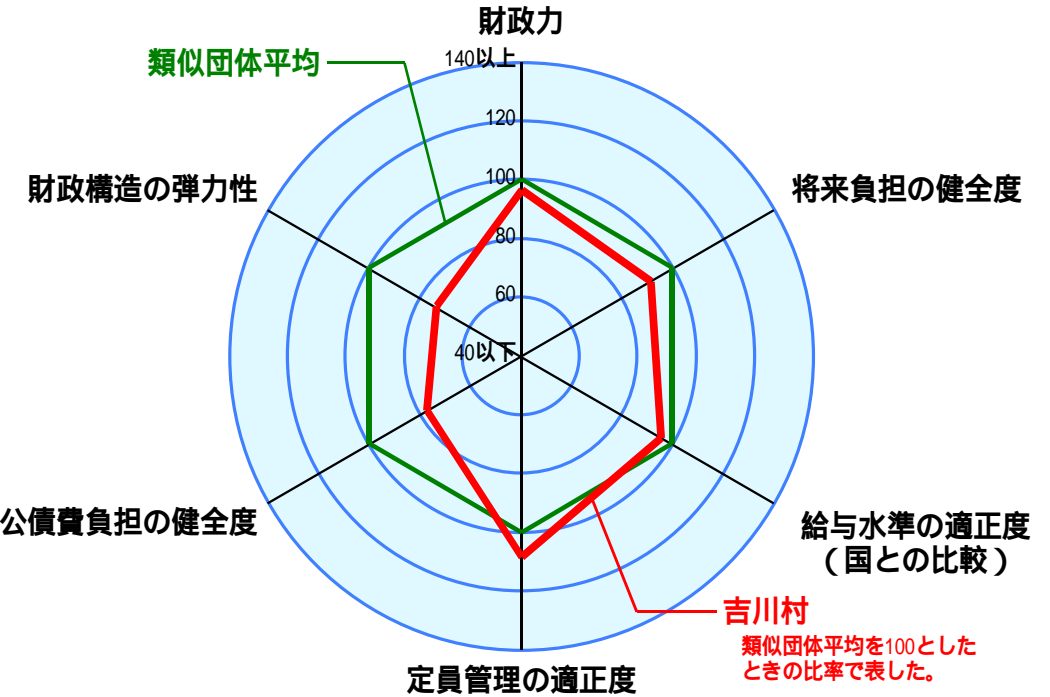 財政力
類似団体平均
140以上
120
100
80
60
40以下
財政構造の弾力性
将来負担の健全度
公債費負担の健全度
給与水準の適正度
（国との比較）
吉川村
類似団体平均を100とした
ときの比率で表した。
定員管理の適正度